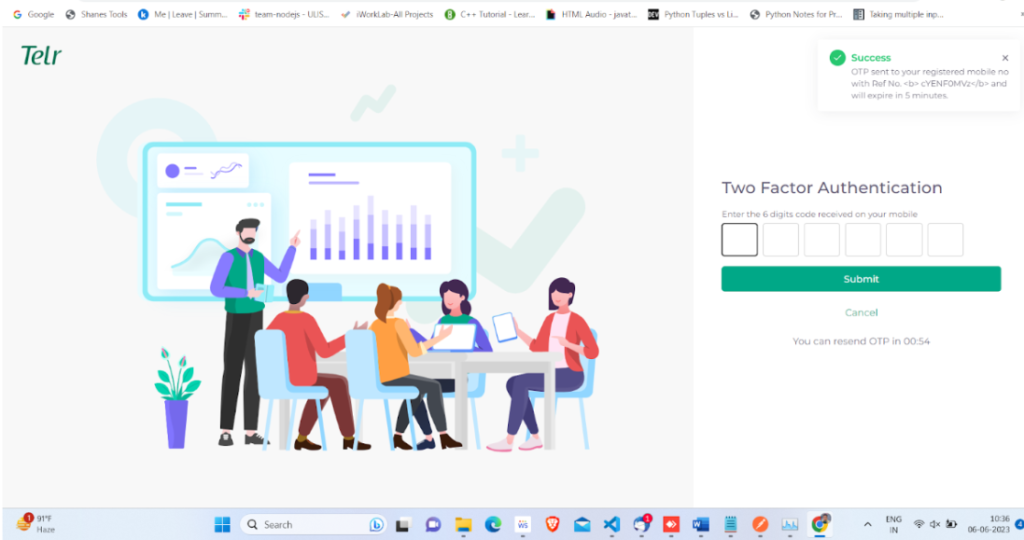 Google Shanes Tools Me | Leave | Summ... team-nodejs - ULIS... iWorkLab-All Projects C++ Tutorial - Lear... HTML Audio - javat... Python Tuples vs Li... Python Notes for Pr... Taking multiple inp...
Telr
Success
OTP sent to your registered mobile no
with Ref No. <b> cYENF0MVz</b> and
will expire in 5 minutes.
Two Factor Authentication
Enter the 6 digits code received on your mobile
Submit
Cancel
You can resend OTP in 00:54
1 91°F
Haze
Search
WS
1
ENG
IN
10:36
06-06-2023
4